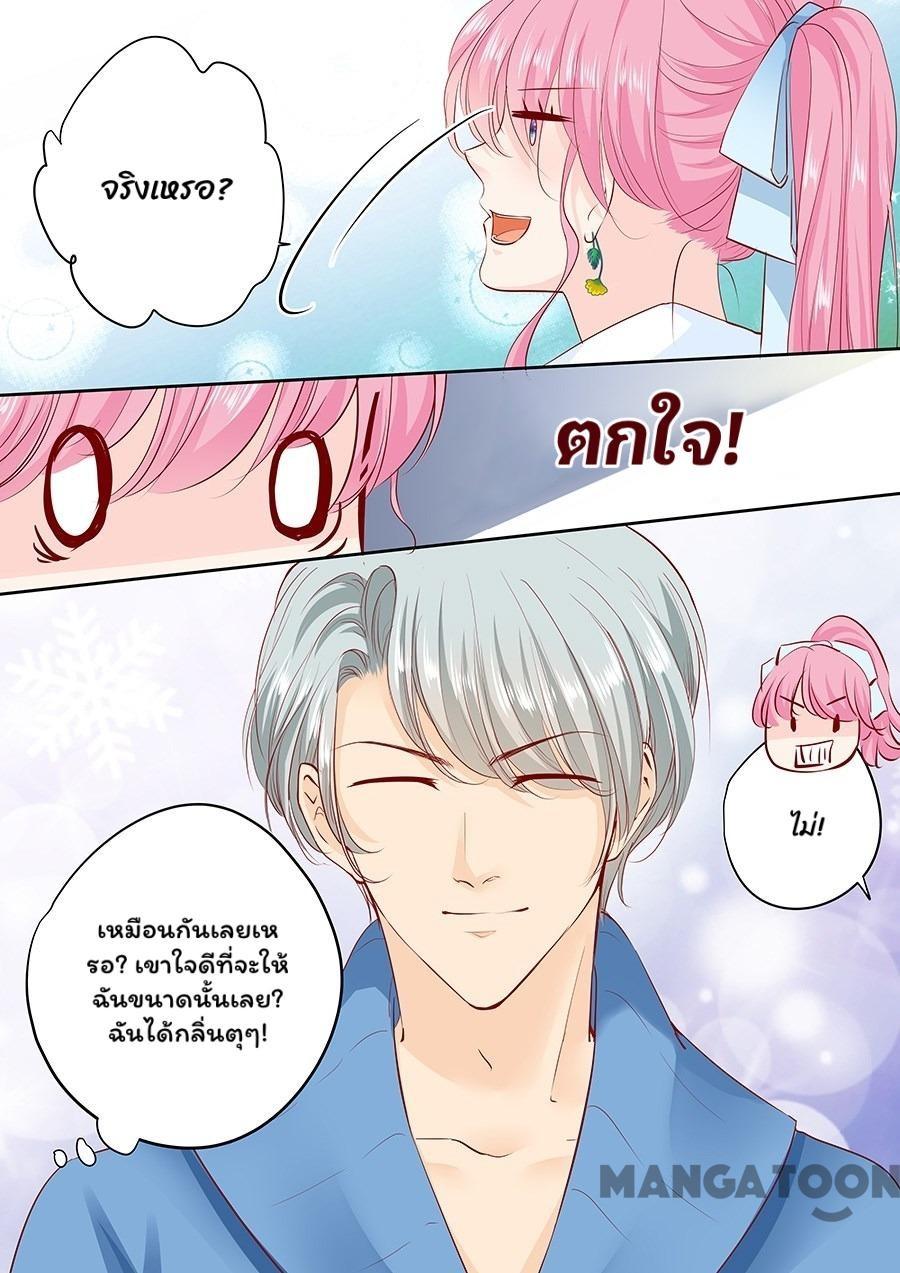 จริงเหรอ?
ตกใจ!
ไม่!
เหมือนกันเลยเห
รอ? เขาใจดีที่จะให้
ฉันขนาดนั้นเลย?
ฉันได้กลิ่นตุๆ!
MANGATOON